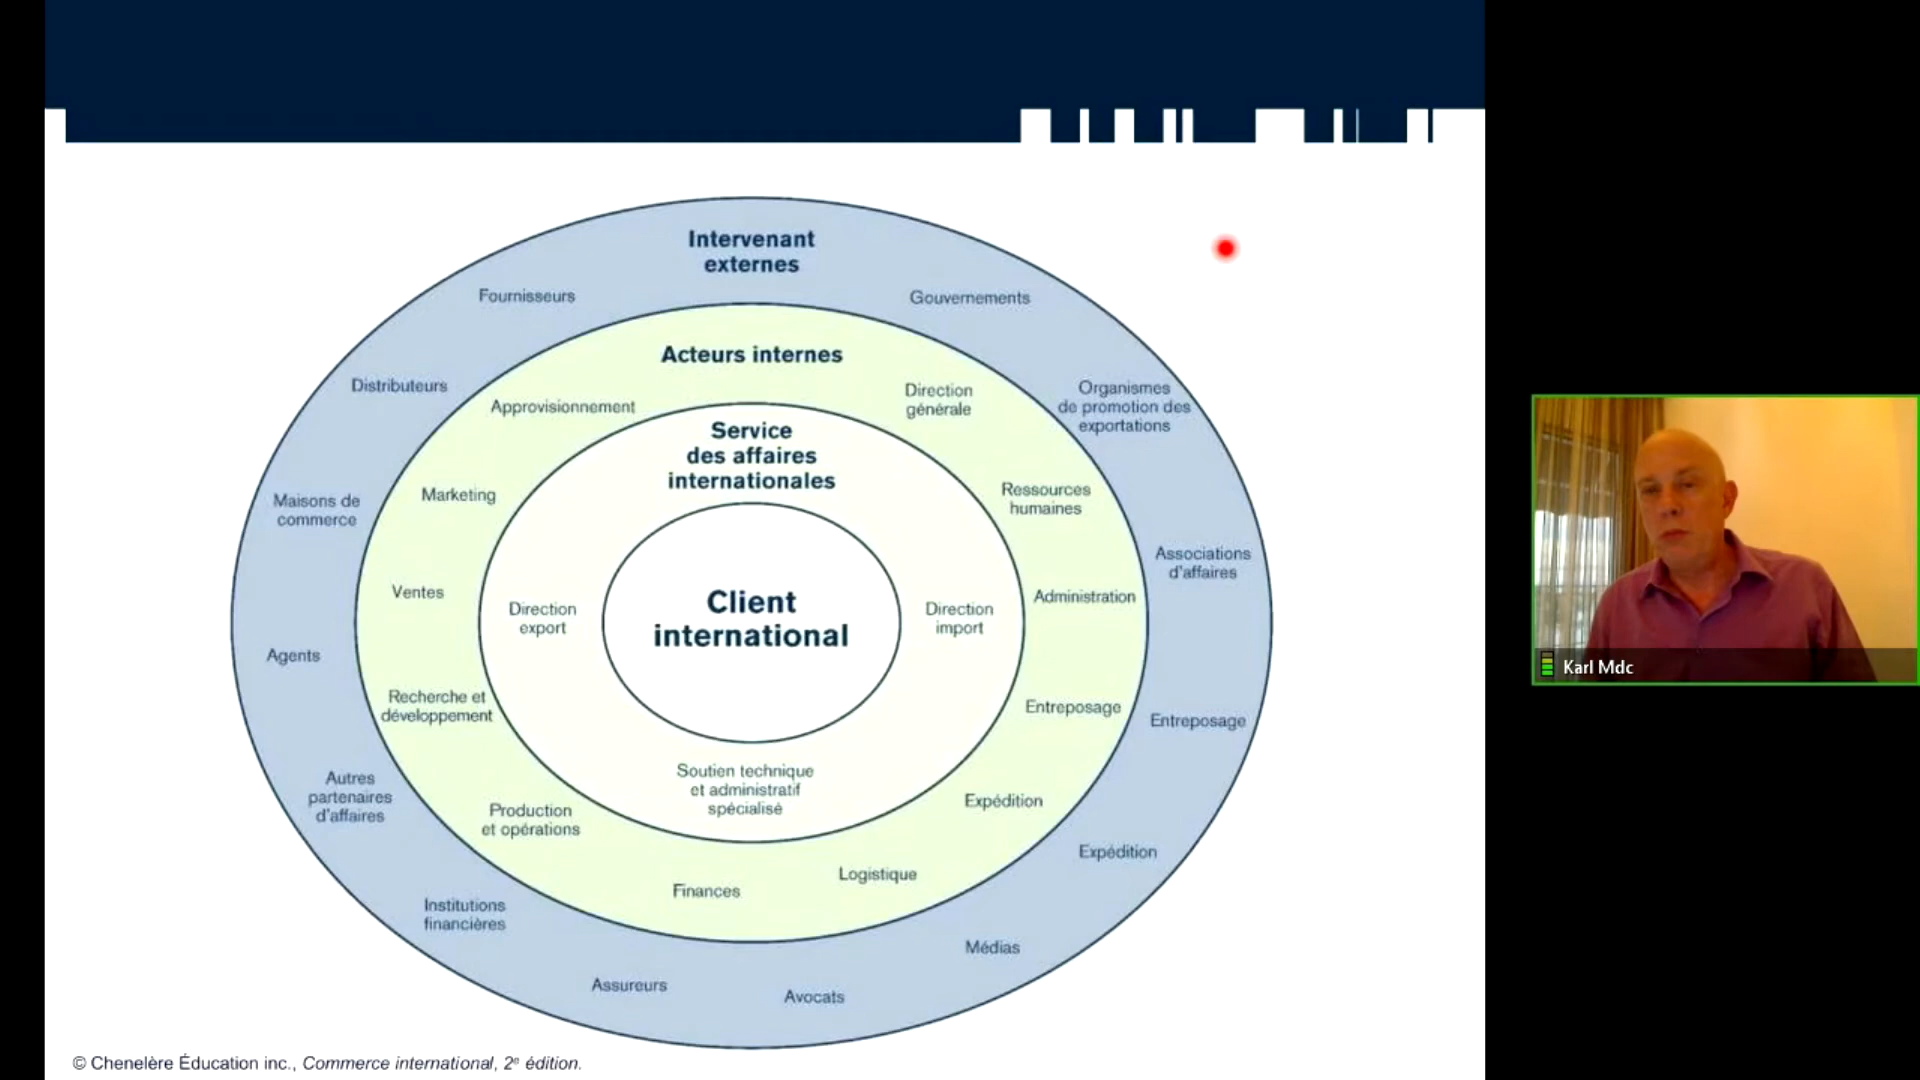 Intervenant
externes
Fournisseurs
Gouvernements
Acteurs internes
Distributeurs
Organismes
de promotion des
exportations
Approvisionnement
Direction
générale
Service
des affaires
internationales
Maisons de
commerce
Marketing
Ressources
humaines
Associations
d'affaires
Ventes
Direction
export
Client
international
Direction
import
Administration
Agents
Recherche et
développement
Entreposage
Entreposage
Autres
partenaires
d'affaires
Production
et opérations
Soutien technique
et administratif
spécialisé
Expédition
Expédition
Institutions
financières
Finances
Logistique
Médias
Assureurs
Avocats
Karl Mdc
© Chenelère Éducation inc., Commerce international, 2e édition.